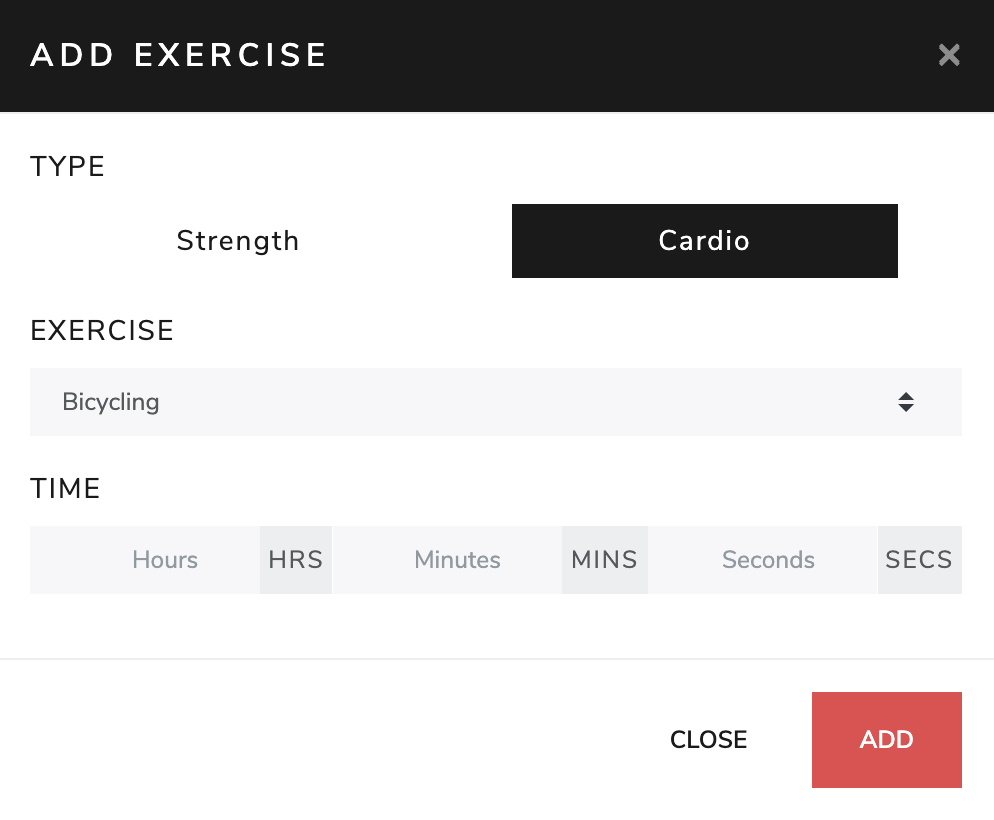 ADD EXERCISE
TYPE
Strength Cardio
EXERCISE
Bicycling
TIME
Hours HRS Minutes MINS Seconds SECS
CLOSE ADD